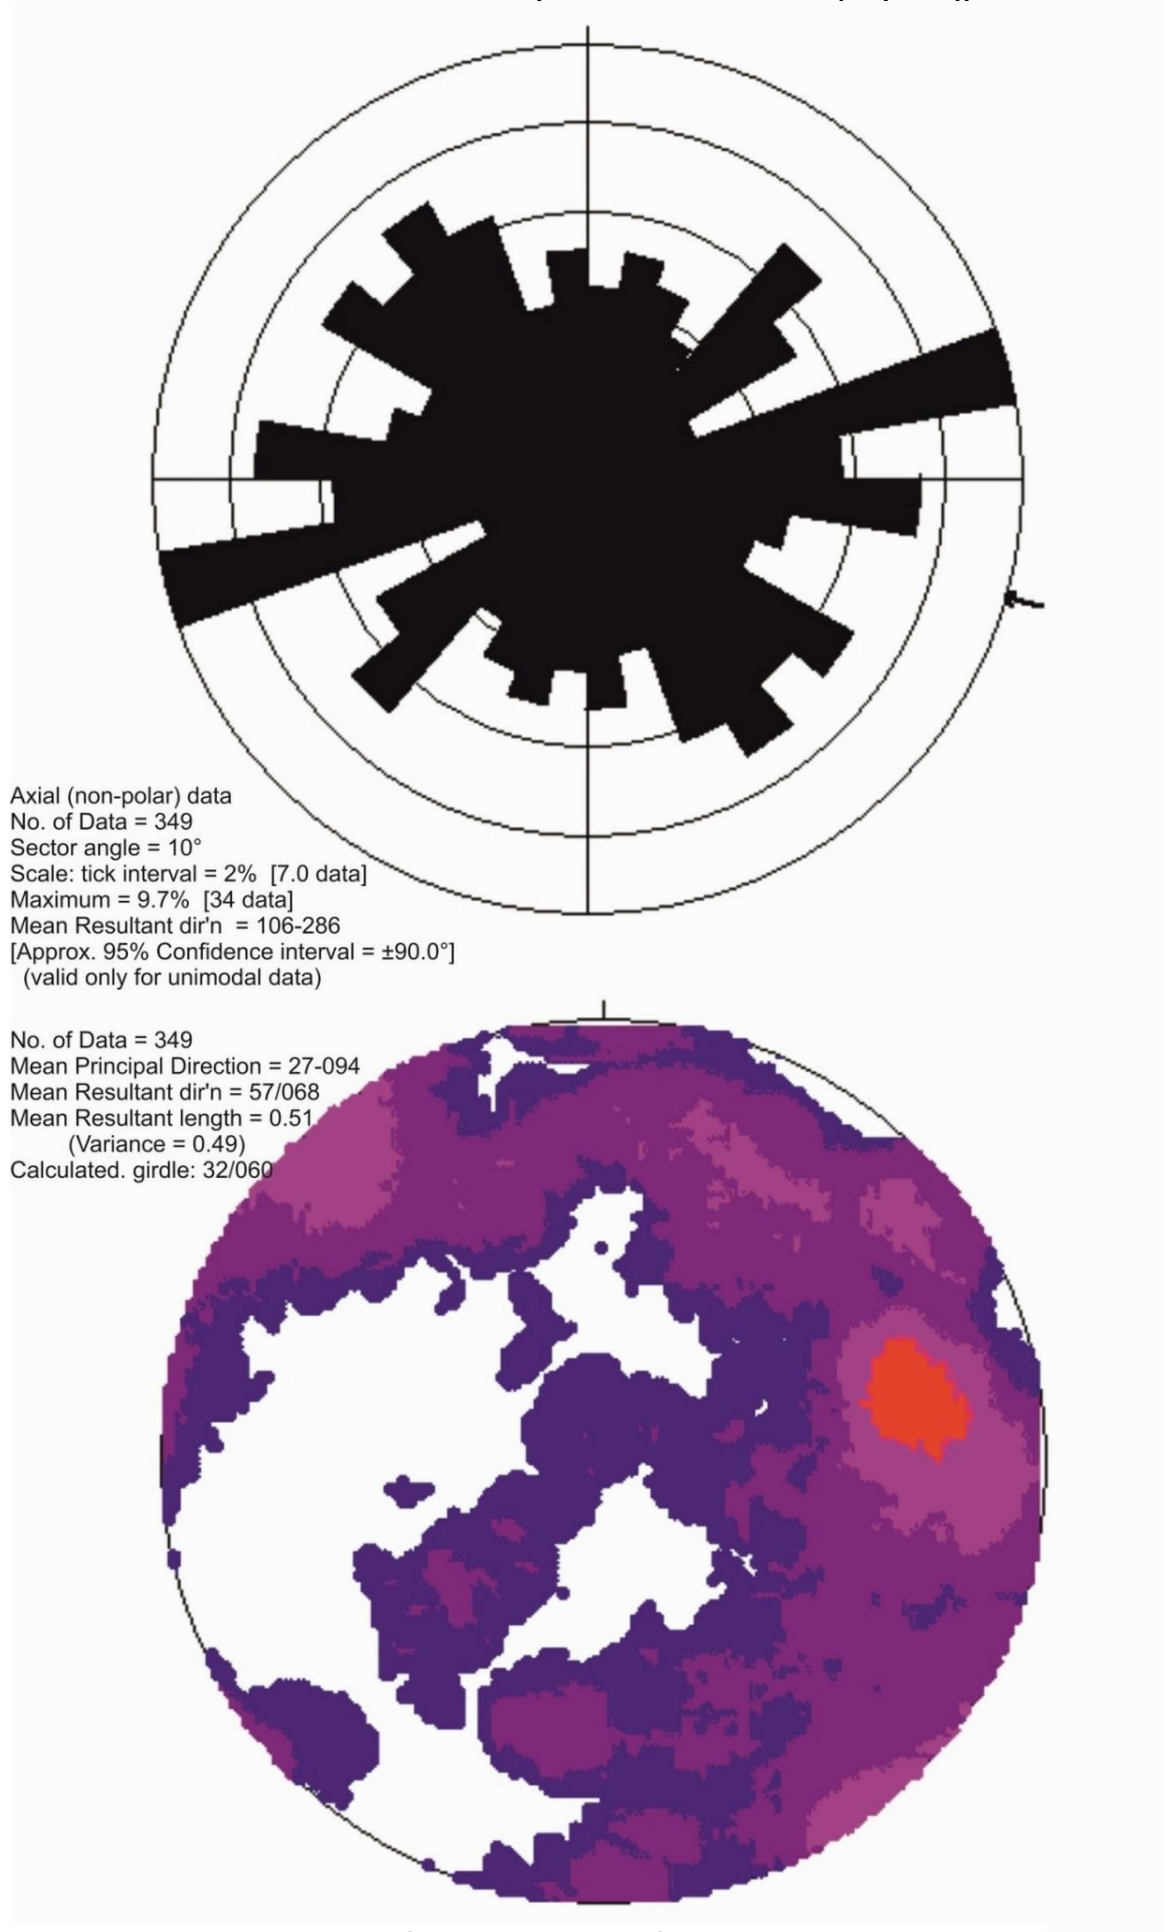 Axial (non-polar) data
No. of Data = 349
Sector angle = 10°
Scale: tick interval = 2%  [7.0 data]
Maximum = 9.7%  [34 data]
Mean Resultant dir'n  = 106-286
[Approx. 95% Confidence interval = ±90.0°]
(valid only for unimodal data)
No. of Data = 349
Mean Principal Direction = 27-094
Mean Resultant dir'n = 57/068
Mean Resultant length = 0.51
(Variance = 0.49)
Calculated. girdle: 32/060